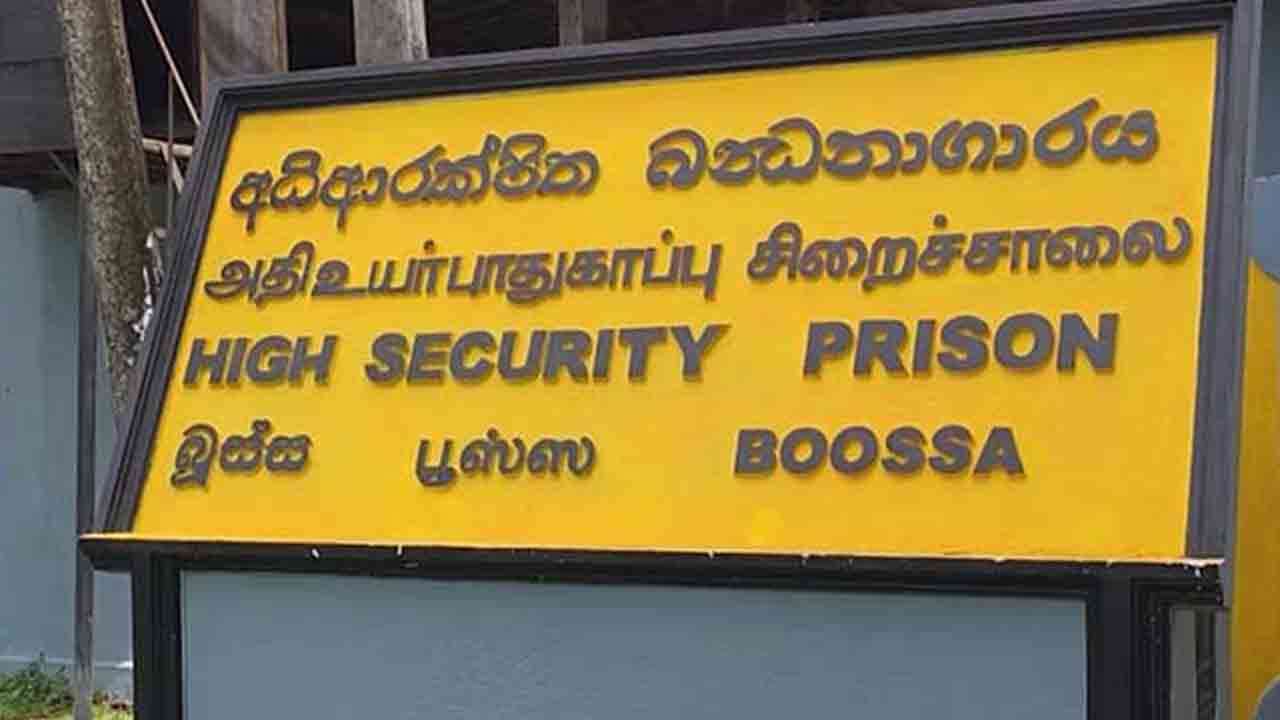 අධිආරක්ෂිත බන්ධනාගාරය
அதிஉயர்பாதுகாப்பு சிறைச்சாலை
HIGH SECURITY PRISON
බූස්ස பூஸ்ஸ BOOSSA